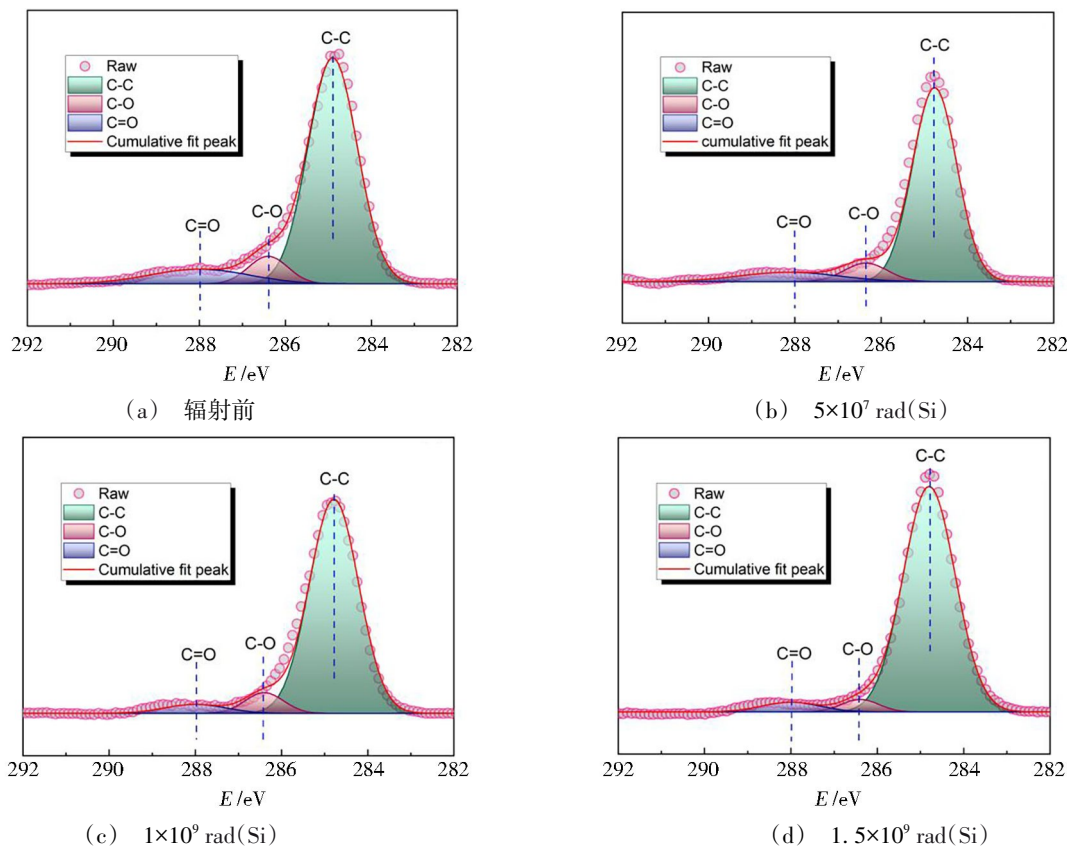 C-C
Raw
C-C
C-O
C=O
Cumulative fit peak
C-O
C=O
292 290 288 286 284 282
E/eV
(a) 辐射前
C-C
Raw
C-C
C-O
C=O
cumulative fit peak
C-O
C=O
292 290 288 286 284 282
E/eV
(b) 5×10⁷ rad(Si)
C-C
Raw
C-C
C-O
C=O
Cumulative fit peak
C-O
C=O
292 290 288 286 284 282
E/eV
(c) 1×10⁹ rad(Si)
C-C
Raw
C-C
C-O
C=O
Cumulative fit peak
C-O
C=O
292 290 288 286 284 282
E/eV
(d) 1.5×10⁹ rad(Si)